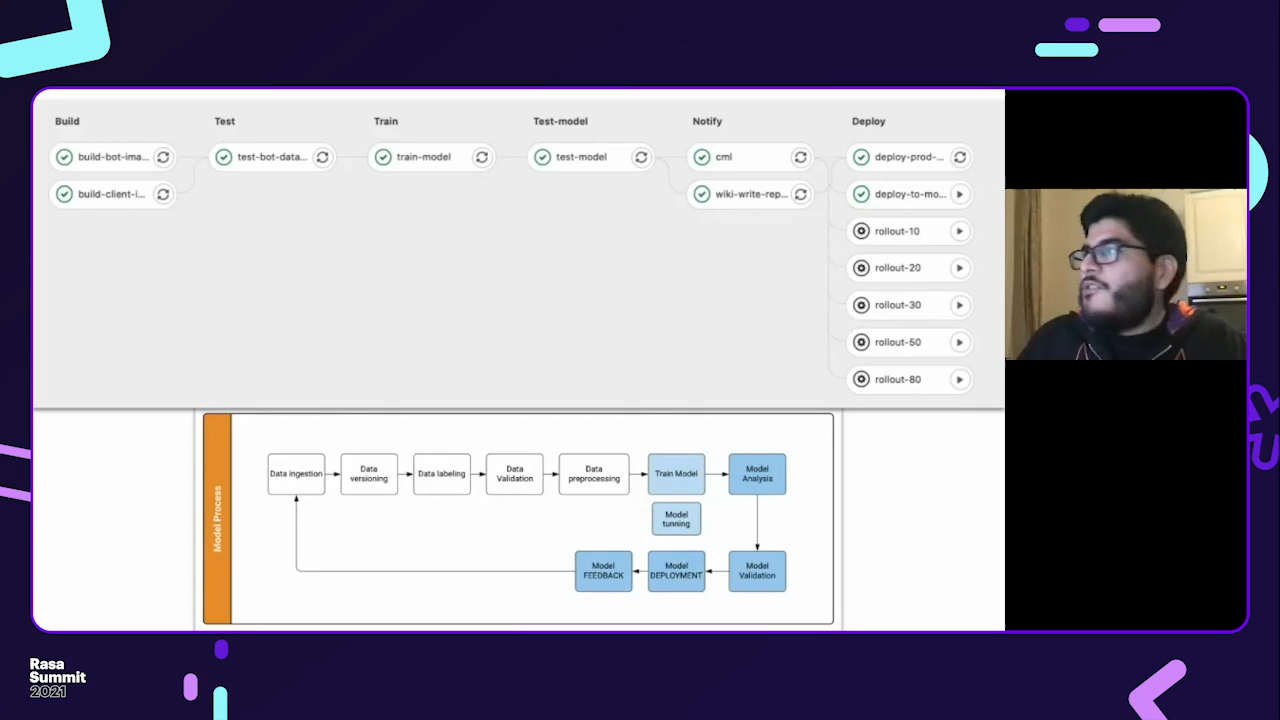 Build
Test
Train
Test-model
Notify
Deploy
build-bot-ima...
test-bot-data...
train-model
test-model
cml
deploy-prod-...
build-client-i...
wiki-write-rep...
deploy-to-mo...
rollout-10
rollout-20
rollout-30
rollout-50
rollout-80
Model Process
Data ingestion
Data
versioning
Data labeling
Data
Validation
Data
preprocessing
Train Model
Model
Analysis
Model
tunning
Model
FEEDBACK
Model
DEPLOYMENT
Model
Validation
Rasa
Summit
2021